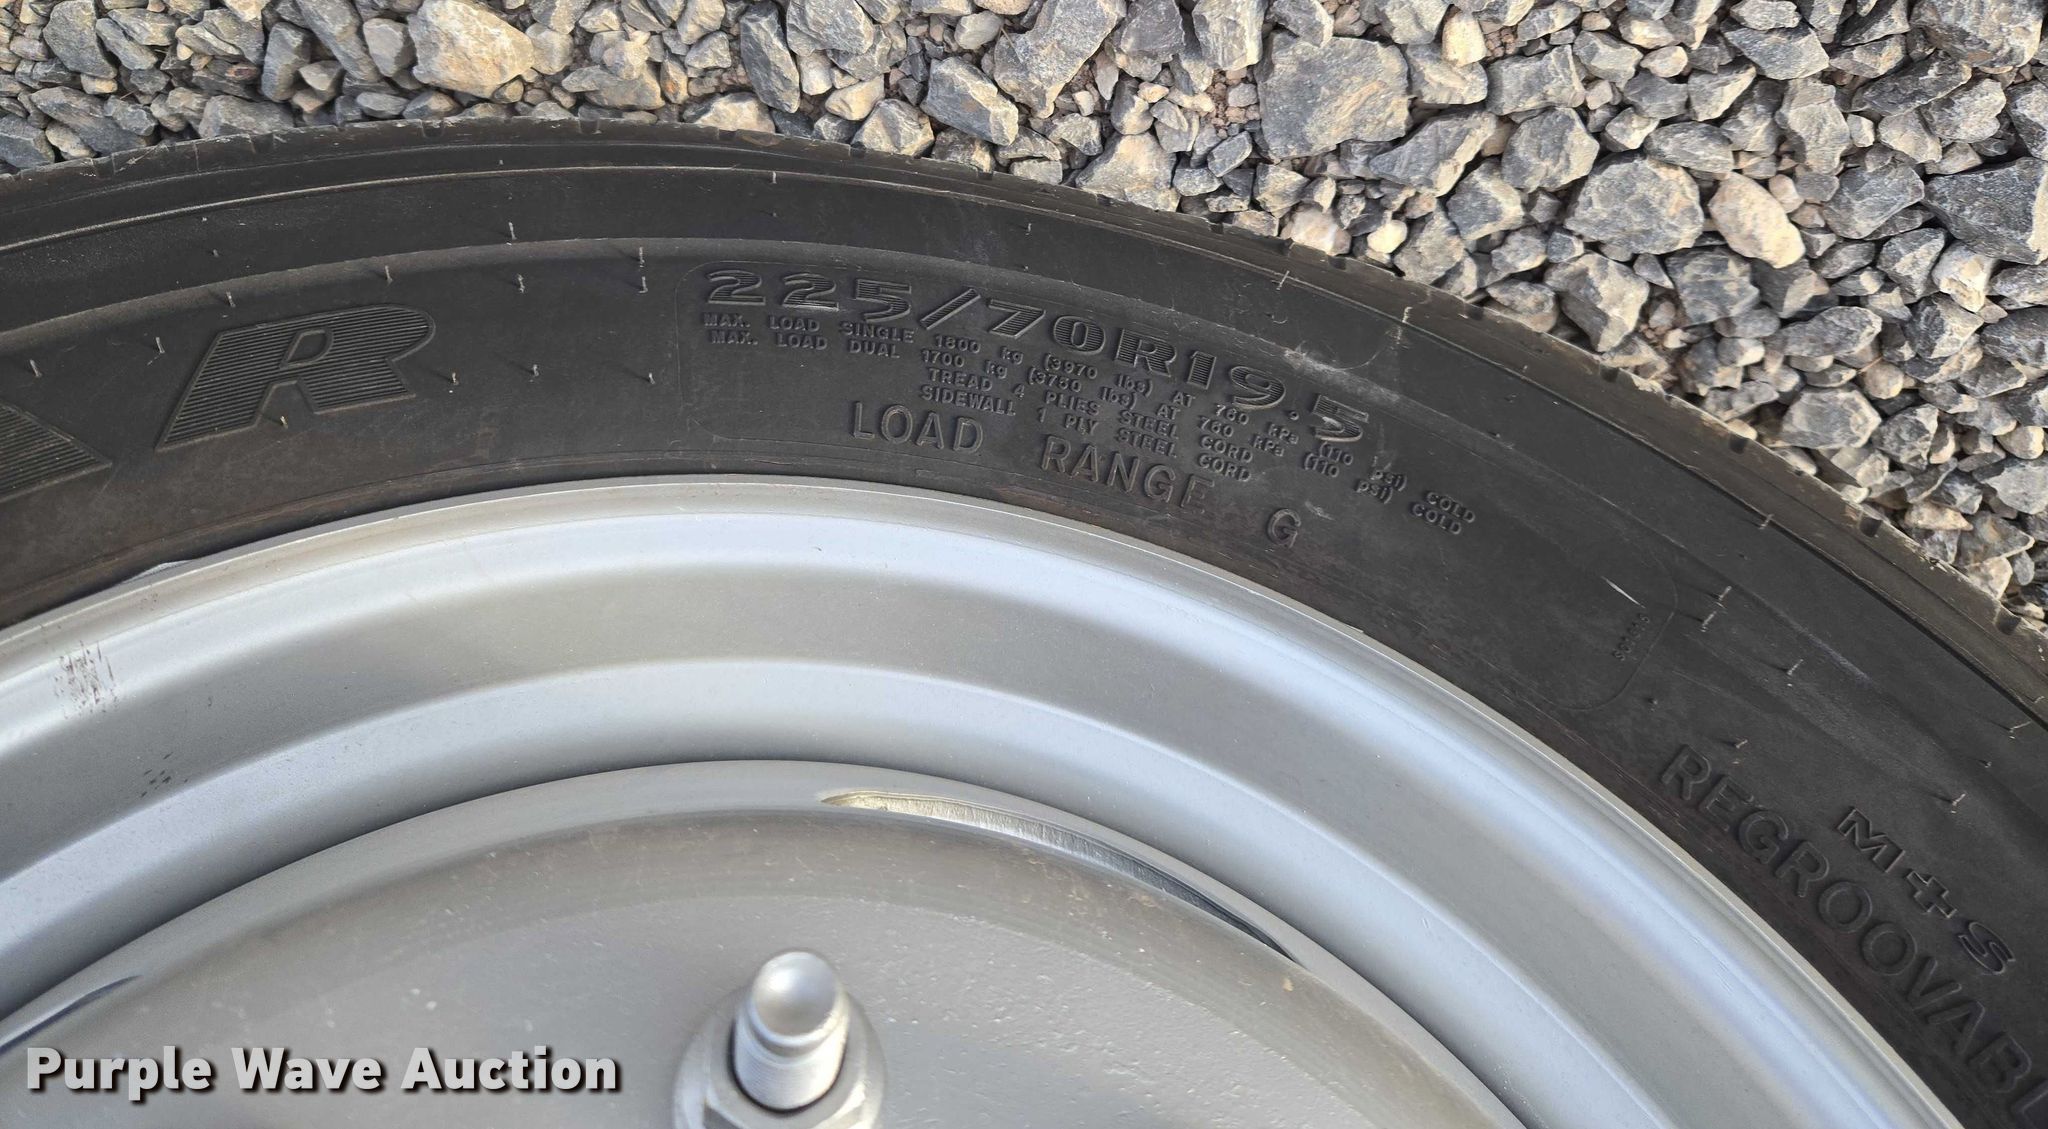 AR
225/70R19.5
MAX. LOAD SINGLE 1800 kg (3970 lbs) AT 760 kPa (110 psi) COLD
MAX. LOAD DUAL 1700 kg (3750 lbs) AT 760 kPa (110 psi) COLD
TREAD 4 PLIES STEEL CORD
SIDEWALL 1 PLY STEEL CORD
LOAD RANGE G
M+S
REGROOVABL
Purple Wave Auction